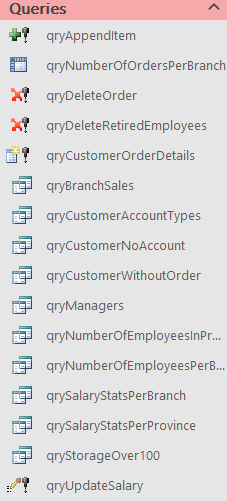 Queries
qryAppendItem
qryNumberOfOrdersPerBranch
qryDeleteOrder
qryDeleteRetiredEmployees
qryCustomerOrderDetails
qryBranchSales
qryCustomerAccountTypes
qryCustomerNoAccount
qryCustomerWithoutOrder
qryManagers
qryNumberOfEmployeesInPr...
qryNumberOfEmployeesPerB...
qrySalaryStatsPerBranch
qrySalaryStatsPerProvince
qryStorageOver100
qryUpdateSalary